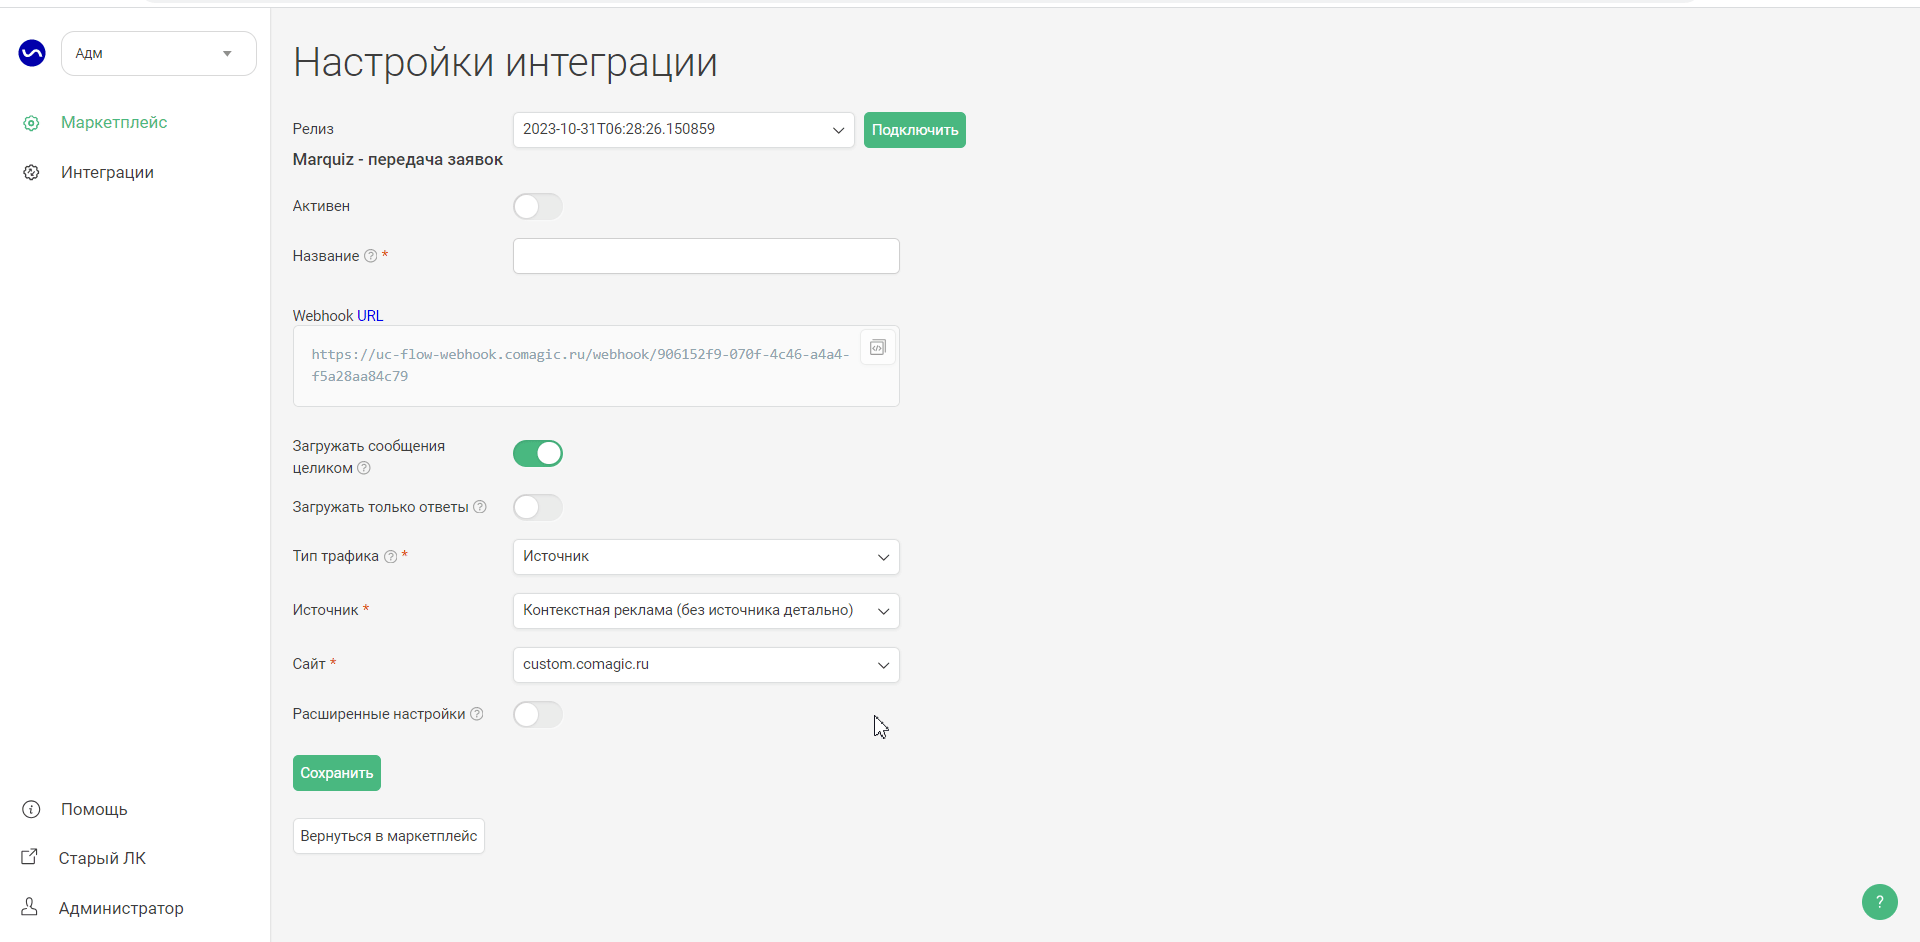 Адм
Маркетплейс
Интеграции
Помощь
Старый ЛК
Администратор
Настройки интеграции
Релиз 2023-10-31T06:28:26.150859 Подключить
Marquiz - передача заявок
Активен
Название ? *
Webhook URL
https://uc-flow-webhook.comagic.ru/webhook/906152f9-070f-4c46-a4a4-
f5a28aa84c79
Загружать сообщения
целиком ?
Загружать только ответы ?
Тип трафика ? * Источник
Источник * Контекстная реклама (без источника детально)
Сайт * custom.comagic.ru
Расширенные настройки ?
Сохранить
Вернуться в маркетплейс
?